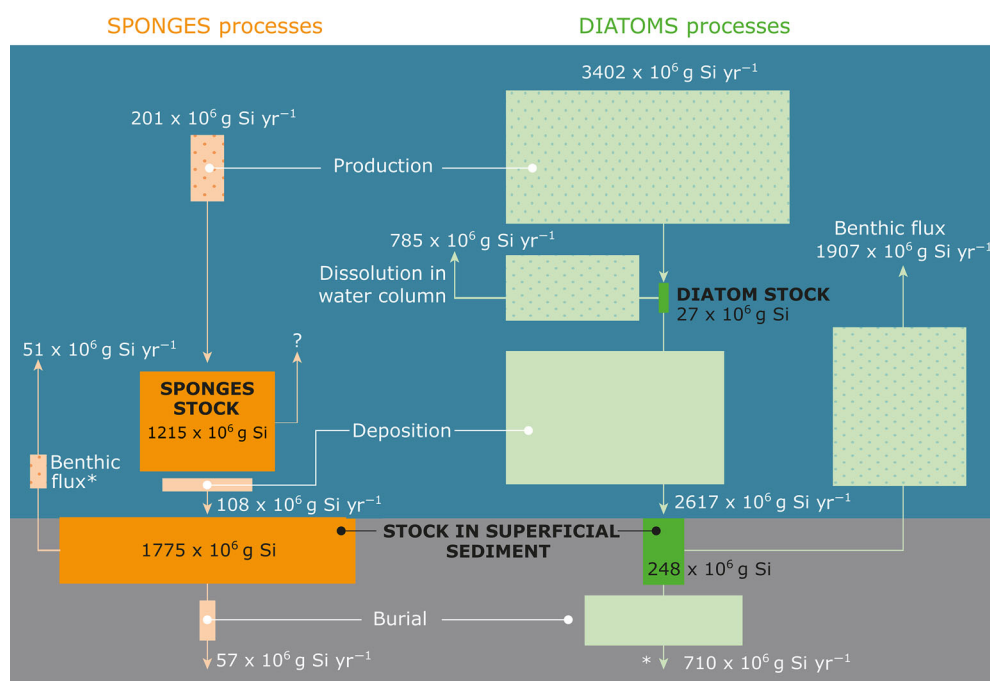 SPONGES processes
DIATOMS processes
3402 x 10⁶ g Si yr⁻¹
201 x 10⁶ g Si yr⁻¹
Production
785 x 10⁶ g Si yr⁻¹
Benthic flux
1907 x 10⁶ g Si yr⁻¹
Dissolution in
water column
DIATOM STOCK
27 x 10⁶ g Si
51 x 10⁶ g Si yr⁻¹
?
SPONGES
STOCK
1215 x 10⁶ g Si
Deposition
Benthic
flux*
108 x 10⁶ g Si yr⁻¹
2617 x 10⁶ g Si yr⁻¹
STOCK IN SUPERFICIAL
SEDIMENT
1775 x 10⁶ g Si
248 x 10⁶ g Si
Burial
57 x 10⁶ g Si yr⁻¹
* 710 x 10⁶ g Si yr⁻¹